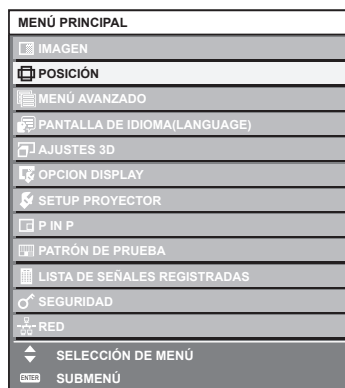 MENÚ PRINCIPAL
IMAGEN
POSICIÓN
MENÚ AVANZADO
PANTALLA DE IDIOMA(LANGUAGE)
AJUSTES 3D
OPCION DISPLAY
SETUP PROYECTOR
P IN P
PATRÓN DE PRUEBA
LISTA DE SEÑALES REGISTRADAS
SEGURIDAD
RED
SELECCIÓN DE MENÚ
ENTER SUBMENÚ